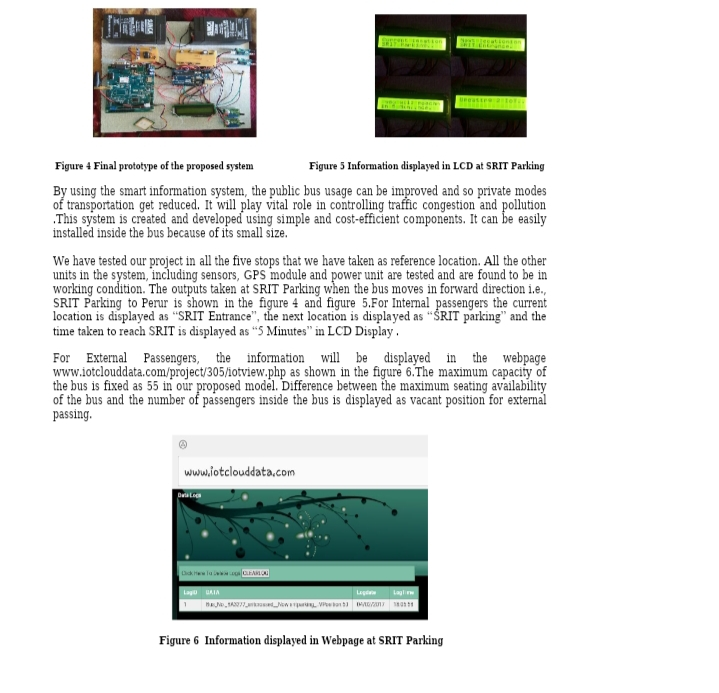 Figure 4 Final prototype of the proposed system
Figure 5 Information displayed in LCD at SRIT Parking
By using the smart information system, the public bus usage can be improved and so private modes
of transportation get reduced. It will play vital role in controlling traffic congestion and pollution
.This system is created and developed using simple and cost-efficient components. It can be easily
installed inside the bus because of its small size.
We have tested our project in all the five stops that we have taken as reference location. All the other
units in the system, including sensors, GPS module and power unit are tested and are found to be in
working condition. The outputs taken at SRIT Parking when the bus moves in forward direction i.e.,
SRIT Parking to Perur is shown in the figure 4 and figure 5.For Internal passengers the current
location is displayed as “SRIT Entrance”, the next location is displayed as “SRIT parking” and the
time taken to reach SRIT is displayed as “5 Minutes” in LCD Display .
For External Passengers, the information will be displayed in the webpage
www.iotclouddata.com/project/305/iotview.php as shown in the figure 6.The maximum capacity of
the bus is fixed as 55 in our proposed model. Difference between the maximum seating availability
of the bus and the number of passengers inside the bus is displayed as vacant position for external
passing.
www.iotclouddata.com
Data Logs
CLEARLOG
LogID DATA Logdate LogTime
1
Figure 6 Information displayed in Webpage at SRIT Parking